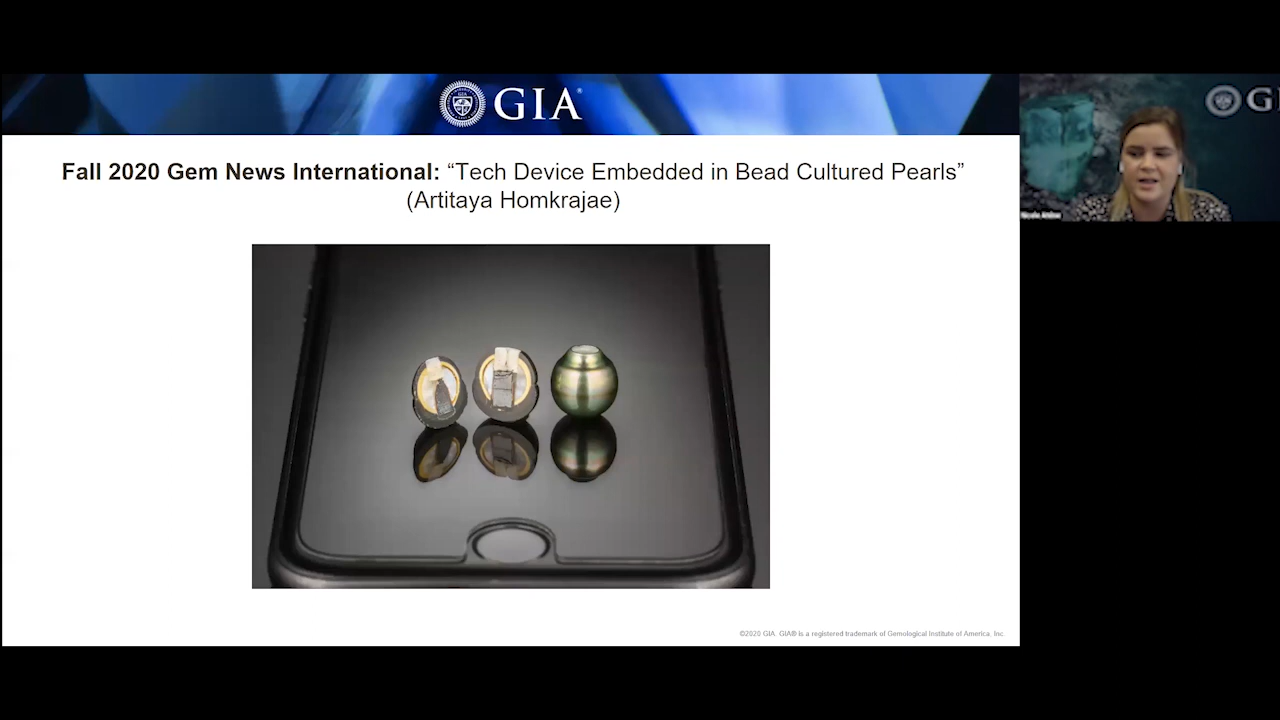 GIA®
Fall 2020 Gem News International: “Tech Device Embedded in Bead Cultured Pearls”
(Artitaya Homkrajae)
©2020 GIA. GIA® is a registered trademark of Gemological Institute of America, Inc.
GI